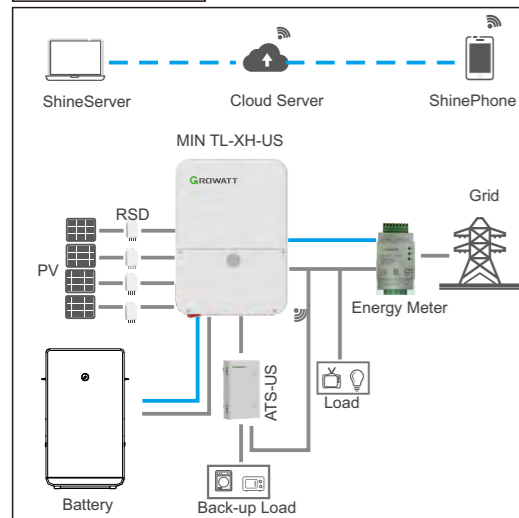 ShineServer
Cloud Server
ShinePhone
MIN TL-XH-US
GROWATT
Grid
RSD
PV
Energy Meter
ATS-US
Load
Battery
Back-up Load